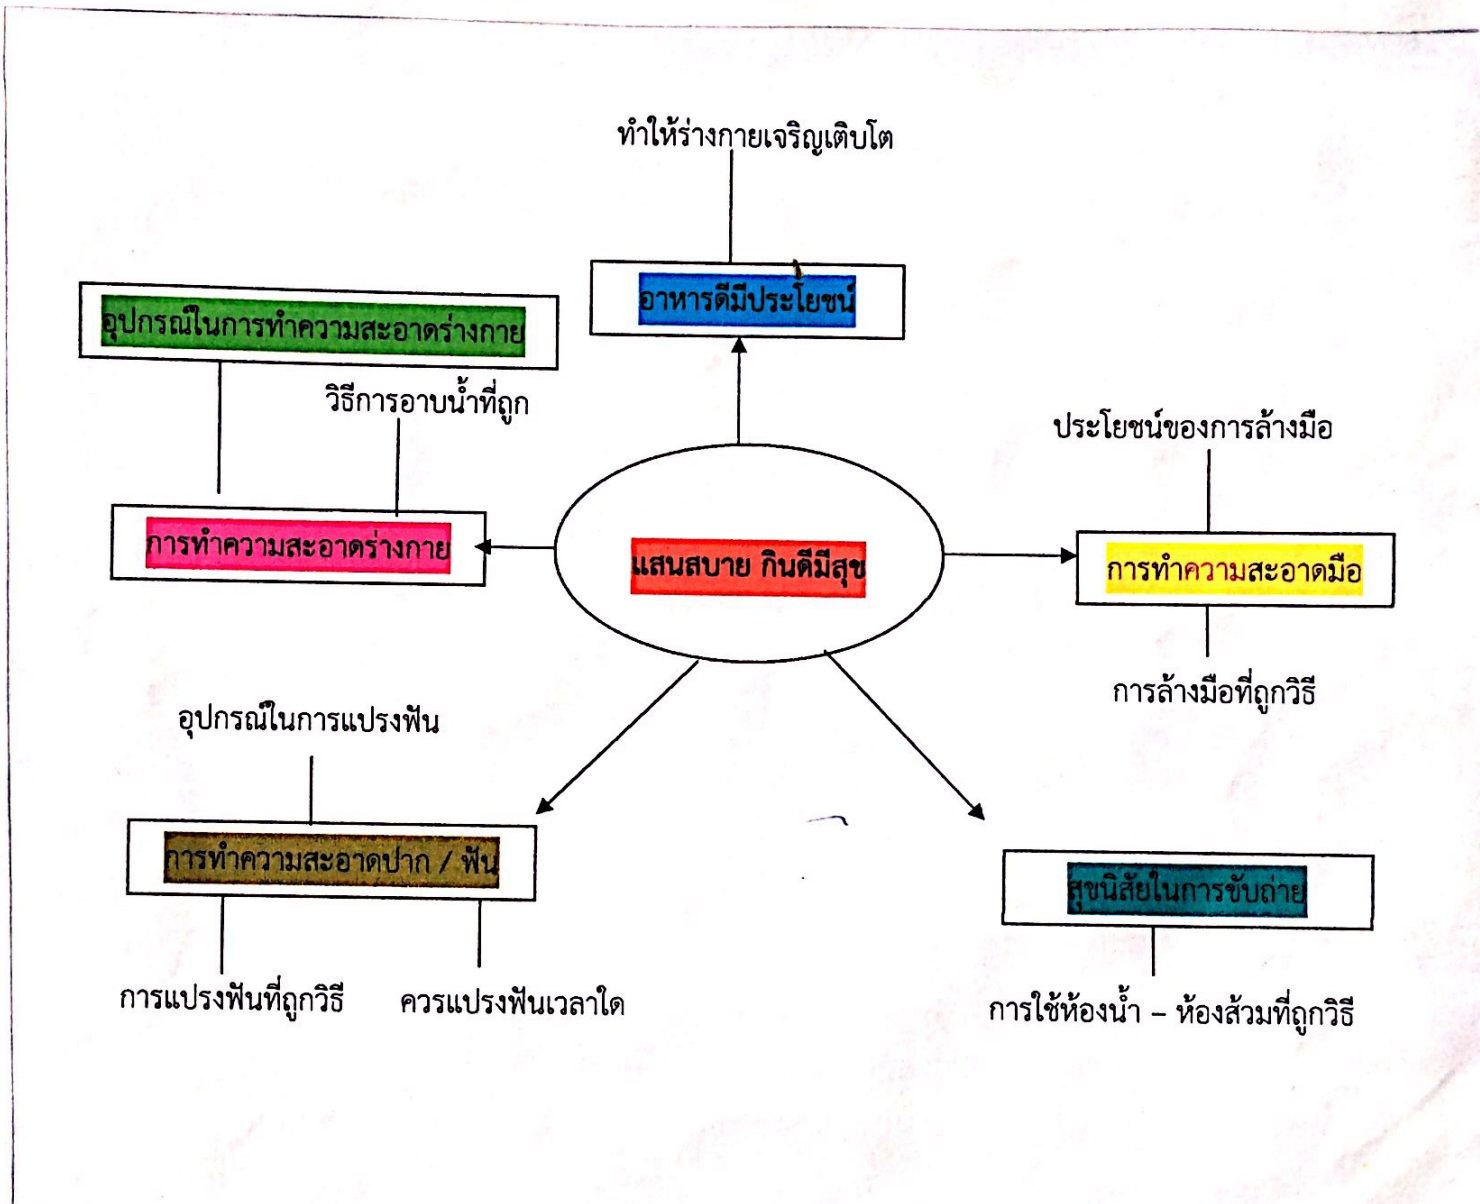 ทำให้ร่างกายเจริญเติบโต
อาหารดีมีประโยชน์
อุปกรณ์ในการทำความสะอาดร่างกาย
วิธีการอาบน้ำที่ถูก
ประโยชน์ของการล้างมือ
การทำความสะอาดร่างกาย
แสนสบาย กินดีมีสุข
การทำความสะอาดมือ
การล้างมือที่ถูกวิธี
อุปกรณ์ในการแปรงฟัน
การทำความสะอาดปาก / ฟัน
สุขนิสัยในการขับถ่าย
การแปรงฟันที่ถูกวิธี
ควรแปรงฟันเวลาใด
การใช้ห้องน้ำ – ห้องส้วมที่ถูกวิธี